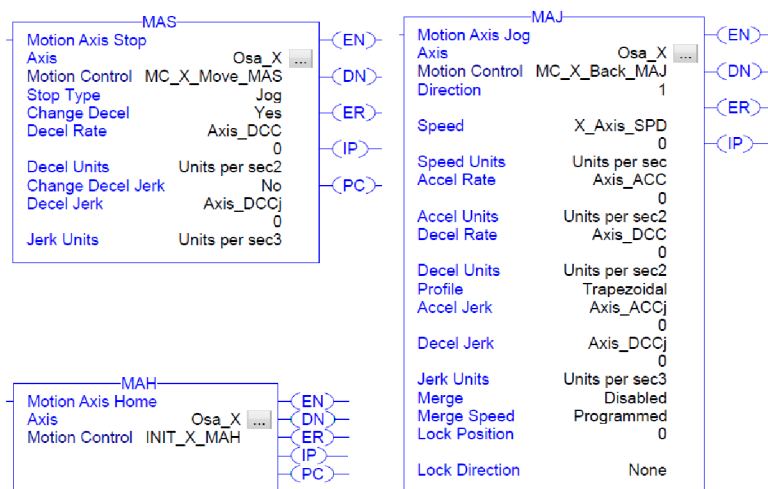 MAS
Motion Axis Stop
Axis Osa_X ...
Motion Control MC_X_Move_MAS
Stop Type Jog
Change Decel Yes
Decel Rate Axis_DCC
0
Decel Units Units per sec2
Change Decel Jerk No
Decel Jerk Axis_DCCj
0
Jerk Units Units per sec3
EN
DN
ER
IP
PC
MAJ
Motion Axis Jog
Axis Osa_X ...
Motion Control MC_X_Back_MAJ
Direction 1
Speed X_Axis_SPD
0
Speed Units Units per sec
Accel Rate Axis_ACC
0
Accel Units Units per sec2
Decel Rate Axis_DCC
0
Decel Units Units per sec2
Profile Trapezoidal
Accel Jerk Axis_ACCj
0
Decel Jerk Axis_DCCj
0
Jerk Units Units per sec3
Merge Disabled
Merge Speed Programmed
Lock Position 0
Lock Direction None
EN
DN
ER
IP
MAH
Motion Axis Home
Axis Osa_X ...
Motion Control INIT_X_MAH
EN
DN
ER
IP
PC